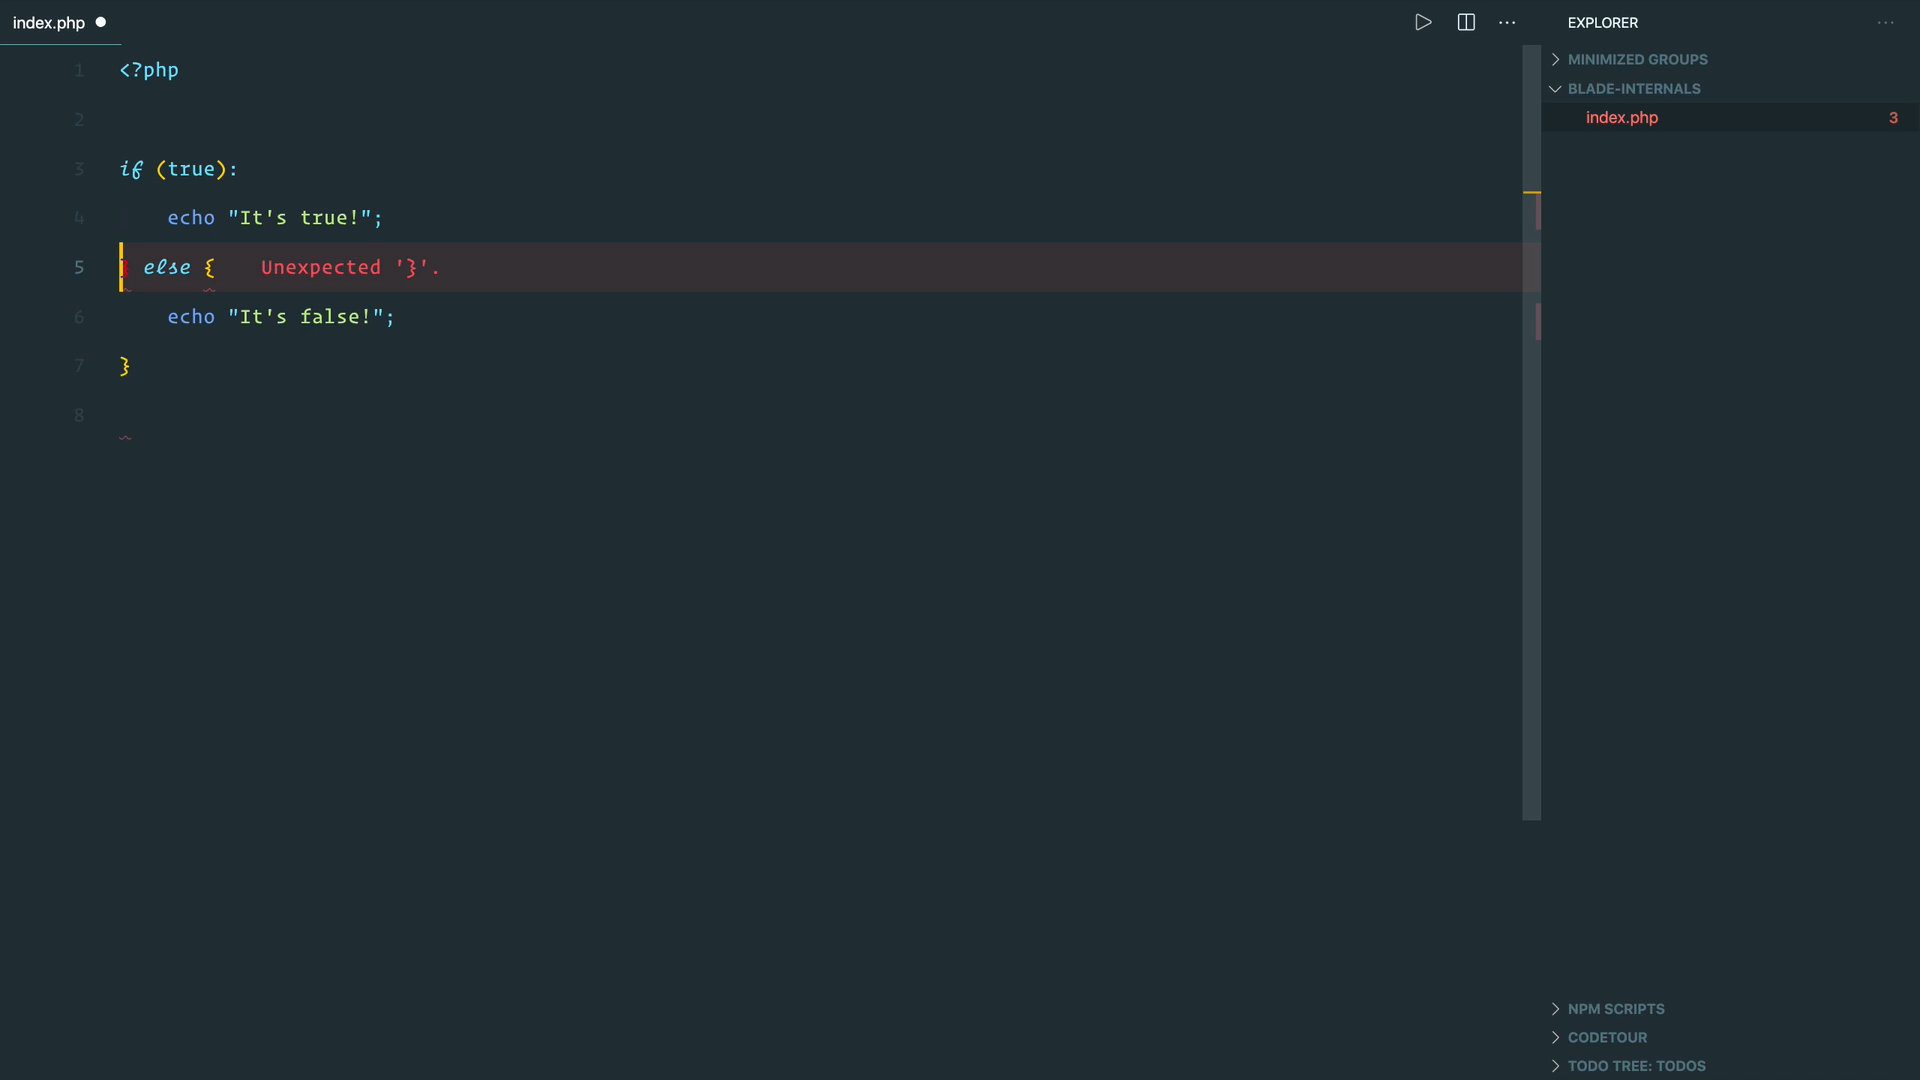 index.php
EXPLORER
MINIMIZED GROUPS
BLADE-INTERNALS
index.php 3
1 <?php
2
3 if (true):
4 echo "It's true!";
5 } else { Unexpected '}'.
6 echo "It's false!";
7 }
8
NPM SCRIPTS
CODETOUR
TODO TREE: TODOS